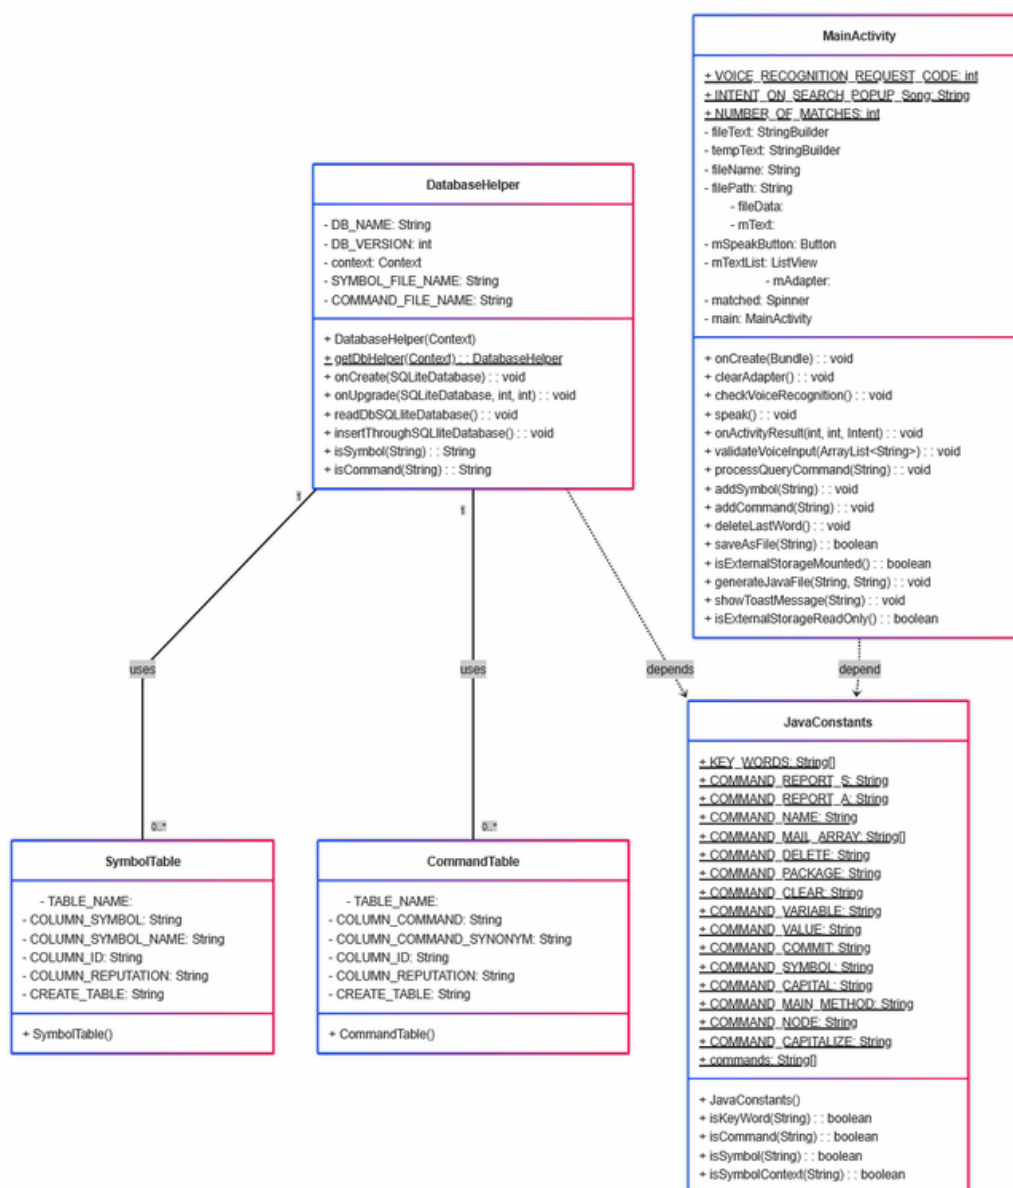 MainActivity
+ VOICE_RECOGNITION_REQUEST_CODE: int
+ INTENT_ON_SEARCH_POPUP_Song: String
+ NUMBER_OF_MATCHES: int
- fileText: StringBuilder
- tempText: StringBuilder
- fileName: String
- filePath: String
- fileData:
- mText:
- mSpeakButton: Button
- mTextList: ListView
- mAdapter:
- matched: Spinner
- main: MainActivity
+ onCreate(Bundle) : : void
+ clearAdapter() : : void
+ checkVoiceRecognition() : : void
+ speak() : : void
+ onActivityResult(int, int, Intent) : : void
+ validateVoiceInput(ArrayList<String>) : : void
+ processQueryCommand(String) : : void
+ addSymbol(String) : : void
+ addCommand(String) : : void
+ deleteLastWord() : : void
+ saveAsFile(String) : : boolean
+ isExternalStorageMounted() : : boolean
+ generateJavaFile(String, String) : : void
+ showToastMessage(String) : : void
+ isExternalStorageReadOnly() : : boolean
DatabaseHelper
- DB_NAME: String
- DB_VERSION: int
- context: Context
- SYMBOL_FILE_NAME: String
- COMMAND_FILE_NAME: String
+ DatabaseHelper(Context)
+ getDbHelper(Context) : : DatabaseHelper
+ onCreate(SQLiteDatabase) : : void
+ onUpgrade(SQLiteDatabase, int, int) : : void
+ readDbSQLliteDatabase() : : void
+ insertThroughSQLliteDatabase() : : void
+ isSymbol(String) : : String
+ isCommand(String) : : String
1
1
uses
uses
depends
depend
0..*
0..*
SymbolTable
- TABLE_NAME:
- COLUMN_SYMBOL: String
- COLUMN_SYMBOL_NAME: String
- COLUMN_ID: String
- COLUMN_REPUTATION: String
- CREATE_TABLE: String
+ SymbolTable()
CommandTable
- TABLE_NAME:
- COLUMN_COMMAND: String
- COLUMN_COMMAND_SYNONYM: String
- COLUMN_ID: String
- COLUMN_REPUTATION: String
- CREATE_TABLE: String
+ CommandTable()
JavaConstants
+ KEY_WORDS: String[]
+ COMMAND_REPORT_S: String
+ COMMAND_REPORT_A: String
+ COMMAND_NAME: String
+ COMMAND_MAIL_ARRAY: String[]
+ COMMAND_DELETE: String
+ COMMAND_PACKAGE: String
+ COMMAND_CLEAR: String
+ COMMAND_VARIABLE: String
+ COMMAND_VALUE: String
+ COMMAND_COMMIT: String
+ COMMAND_SYMBOL: String
+ COMMAND_CAPITAL: String
+ COMMAND_MAIN_METHOD: String
+ COMMAND_NODE: String
+ COMMAND_CAPITALIZE: String
+ commands: String[]
+ JavaConstants()
+ isKeyWord(String) : : boolean
+ isCommand(String) : : boolean
+ isSymbol(String) : : boolean
+ isSymbolContext(String) : : boolean